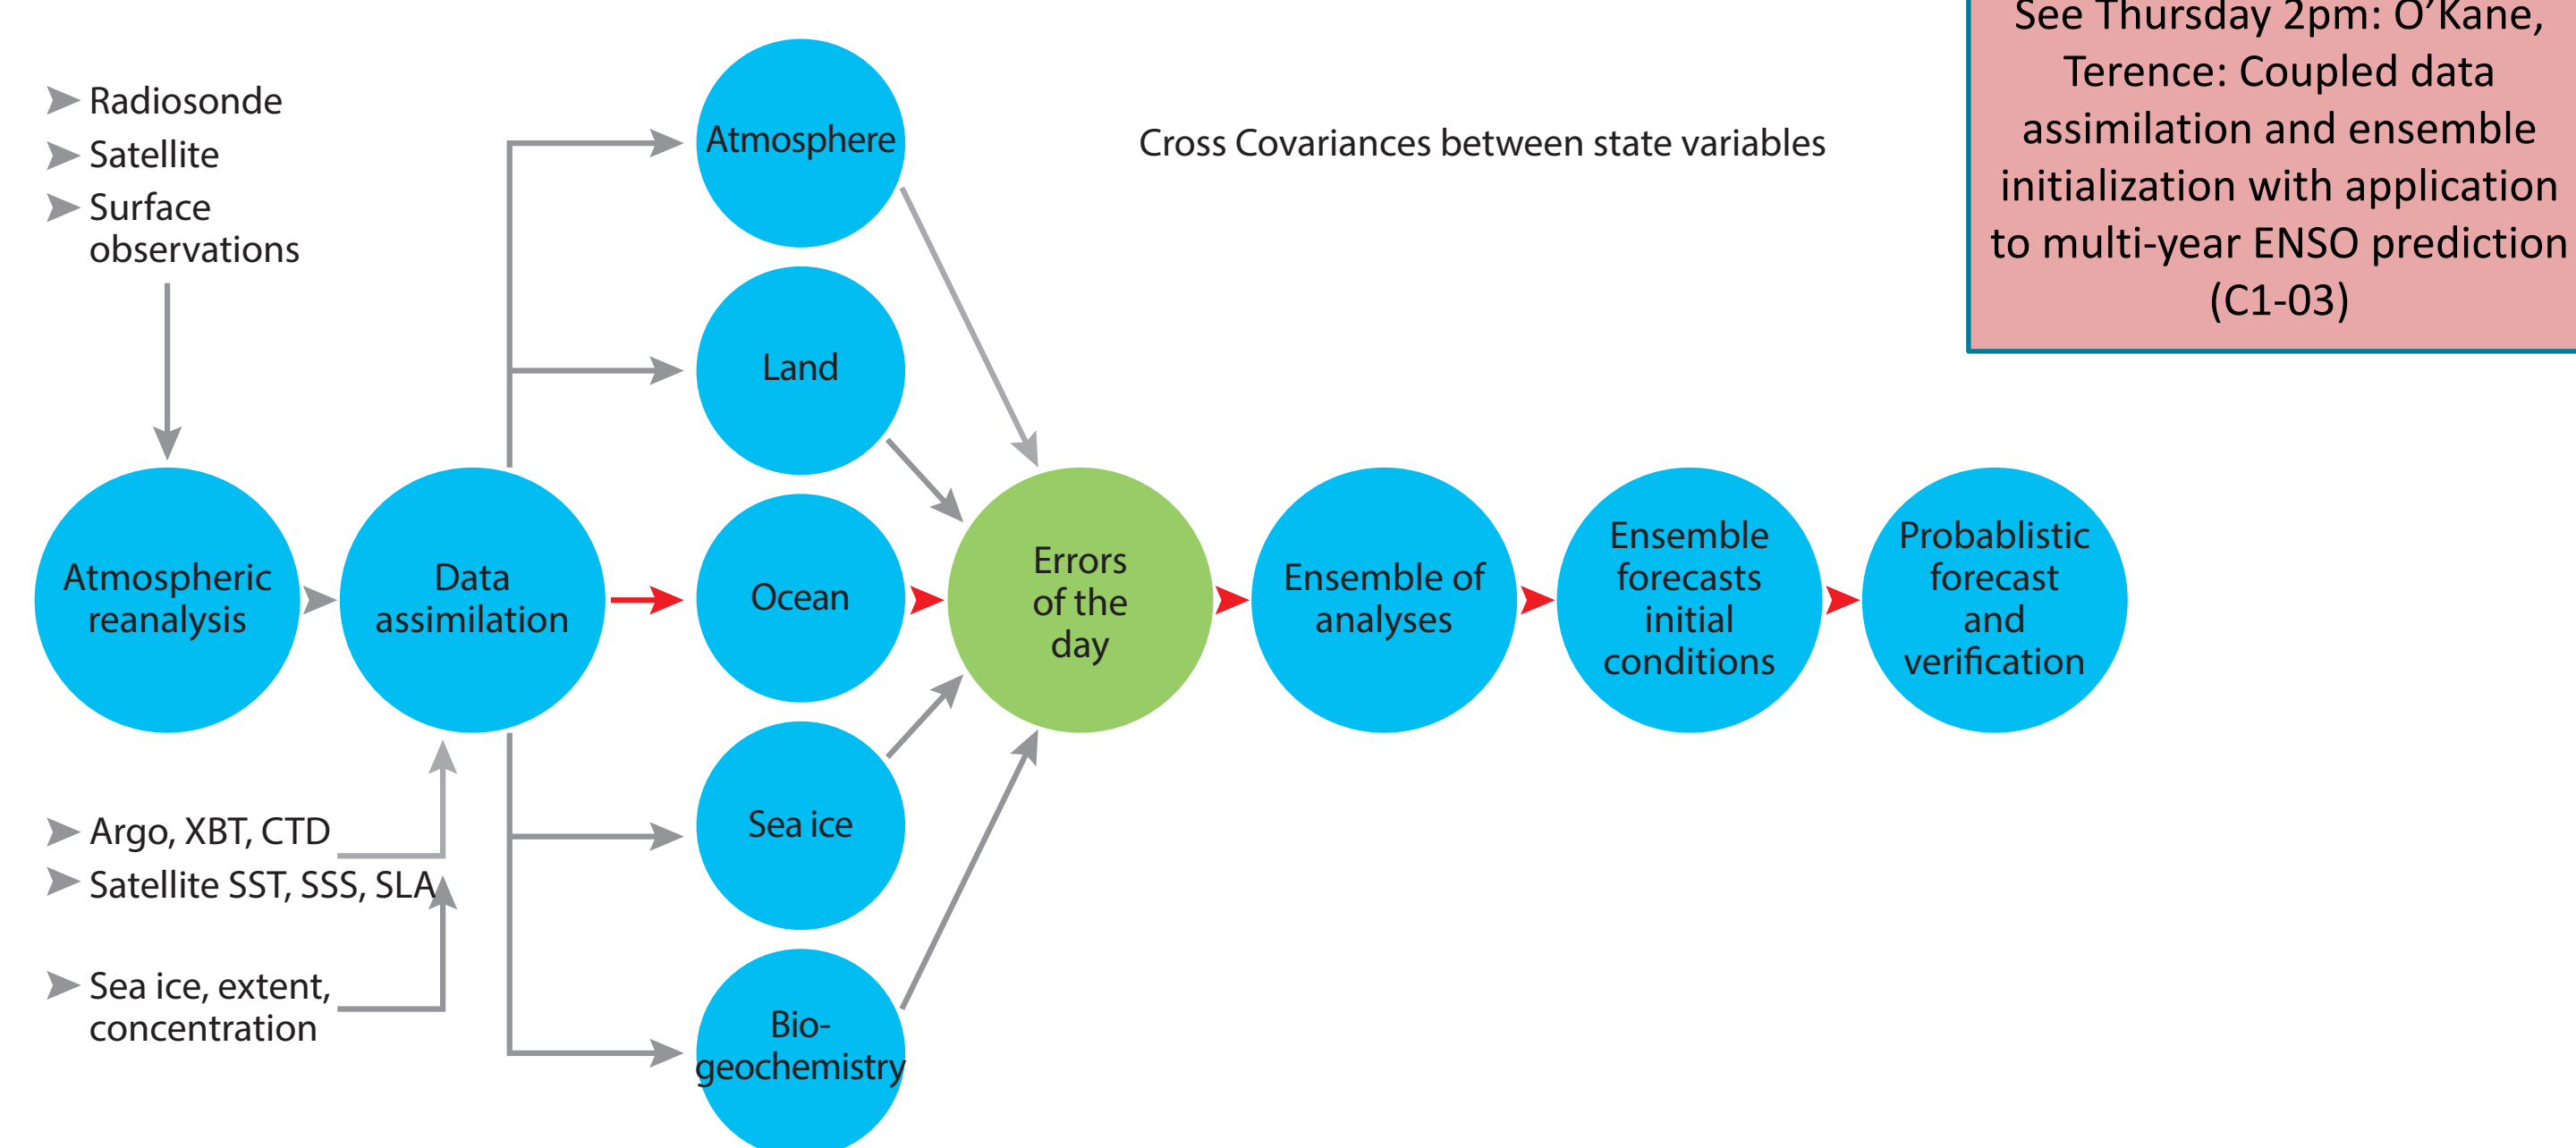 Radiosonde
Satellite
Surface
observations
Atmospheric
reanalysis
Data
assimilation
Argo, XBT, CTD
Satellite SST, SSS, SLA
Sea ice, extent,
concentration
Atmosphere
Land
Ocean
Sea ice
Bio-
geochemistry
Cross Covariances between state variables
Errors
of the
day
Ensemble of
analyses
Ensemble
forecasts
initial
conditions
Probablistic
forecast
and
verification
See Thursday 2pm: O’Kane,
Terence: Coupled data
assimilation and ensemble
initialization with application
to multi-year ENSO prediction
(C1-03)